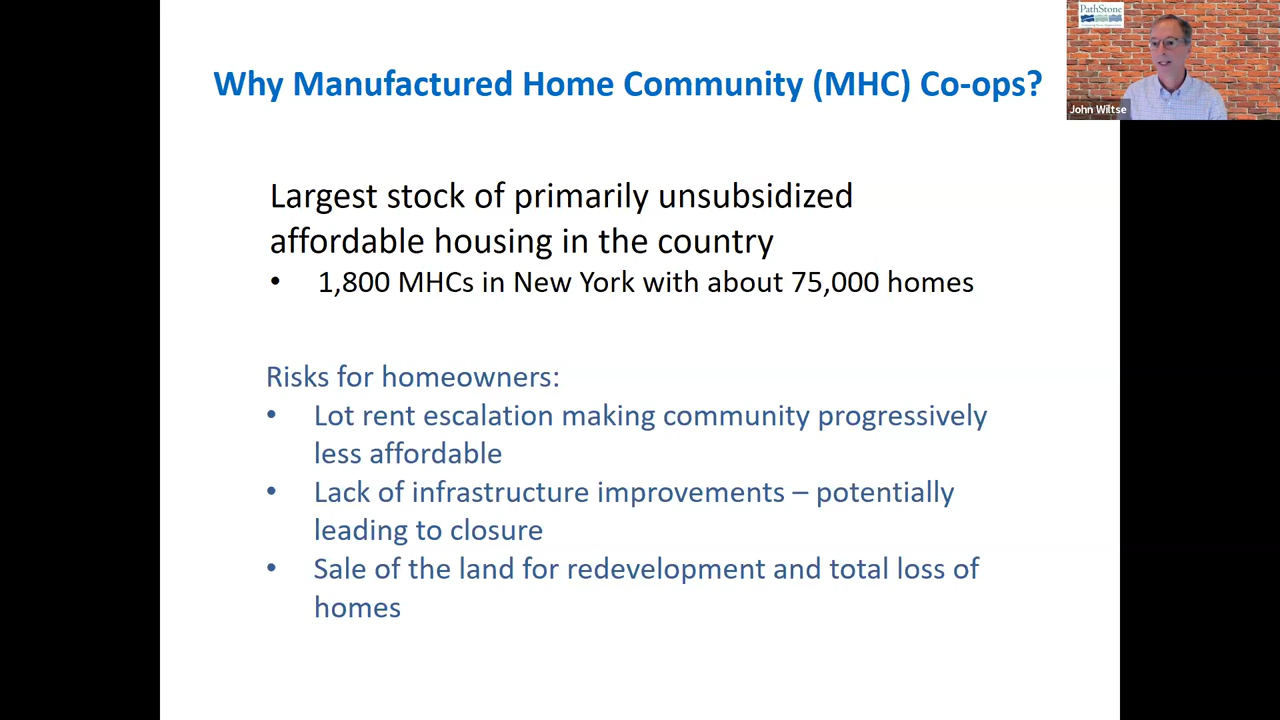 PathStone
Why Manufactured Home Community (MHC) Co-ops?
John Wiltse
Largest stock of primarily unsubsidized
affordable housing in the country
• 1,800 MHCs in New York with about 75,000 homes
Risks for homeowners:
• Lot rent escalation making community progressively
less affordable
• Lack of infrastructure improvements – potentially
leading to closure
• Sale of the land for redevelopment and total loss of
homes